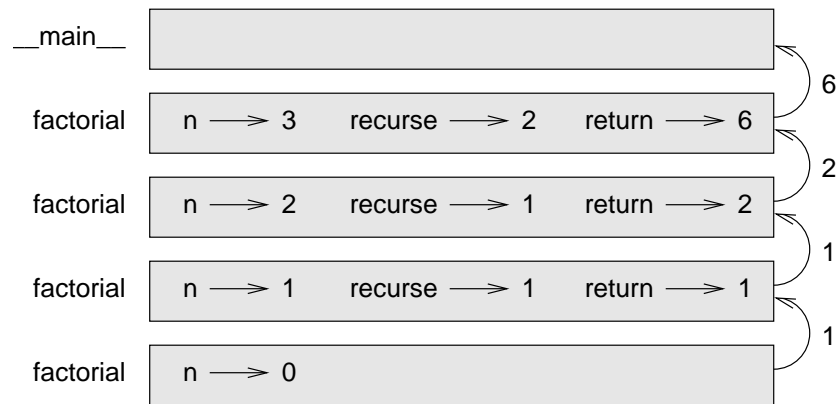 __main__
6
factorial n 3 recurse 2 return 6
2
factorial n 2 recurse 1 return 2
1
factorial n 1 recurse 1 return 1
1
factorial n 0